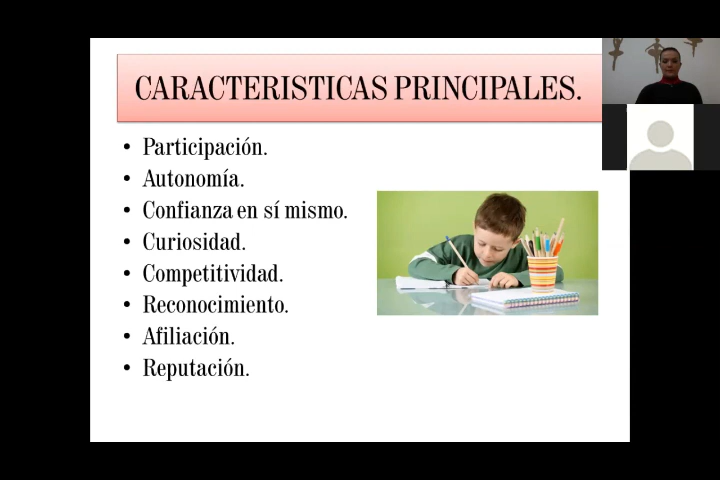 CARACTERISTICAS PRINCIPALES.
• Participación.
• Autonomía.
• Confianza en sí mismo.
• Curiosidad.
• Competitividad.
• Reconocimiento.
• Afiliación.
• Reputación.